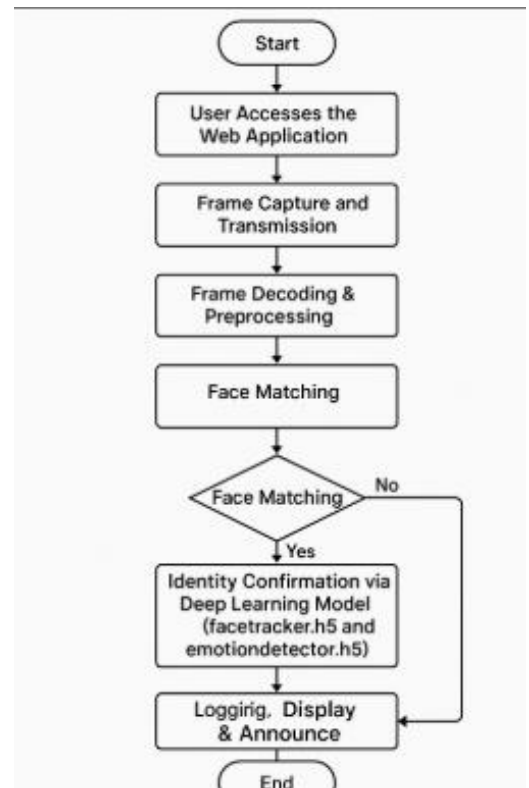 Start
User Accesses the
Web Application
Frame Capture and
Transmission
Frame Decoding &
Preprocessing
Face Matching
Face Matching
No
Yes
Identity Confirmation via
Deep Learning Model
(facetracker.h5 and
emotiondetector.h5)
Loggirig, Display
& Announce
End